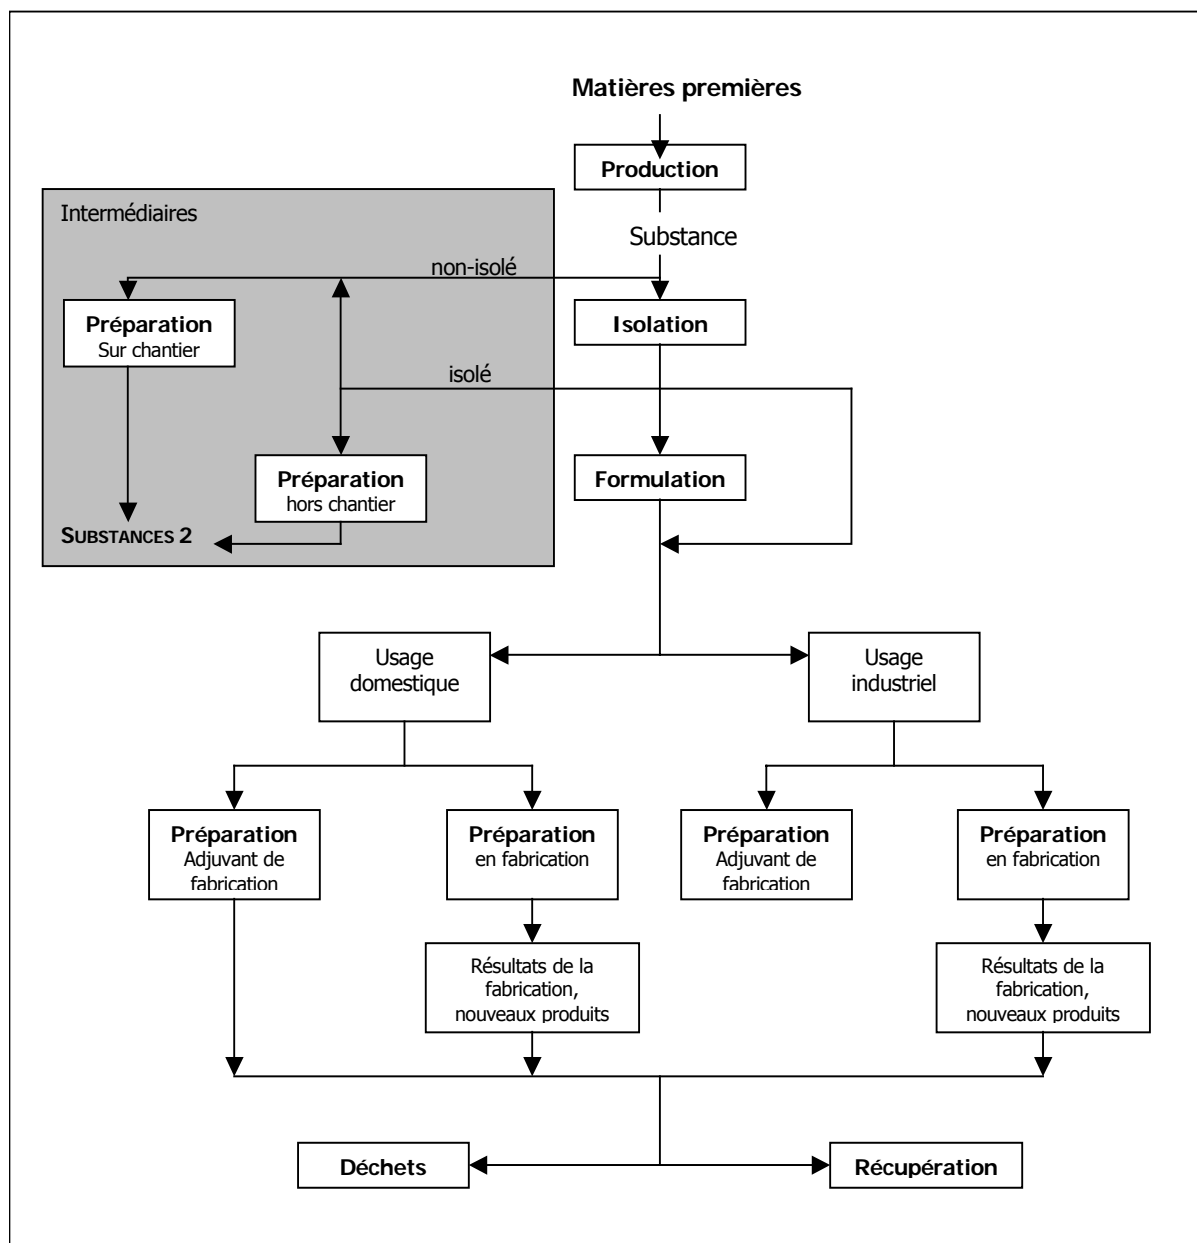 Matières premières
Production
Intermédiaires
Substance
non-isolé
Préparation
Sur chantier
Isolation
isolé
Préparation
hors chantier
Formulation
SUBSTANCES 2
Usage
domestique
Usage
industriel
Préparation
Adjuvant de
fabrication
Préparation
en fabrication
Préparation
Adjuvant de
fabrication
Préparation
en fabrication
Résultats de la
fabrication,
nouveaux produits
Résultats de la
fabrication,
nouveaux produits
Déchets
Récupération